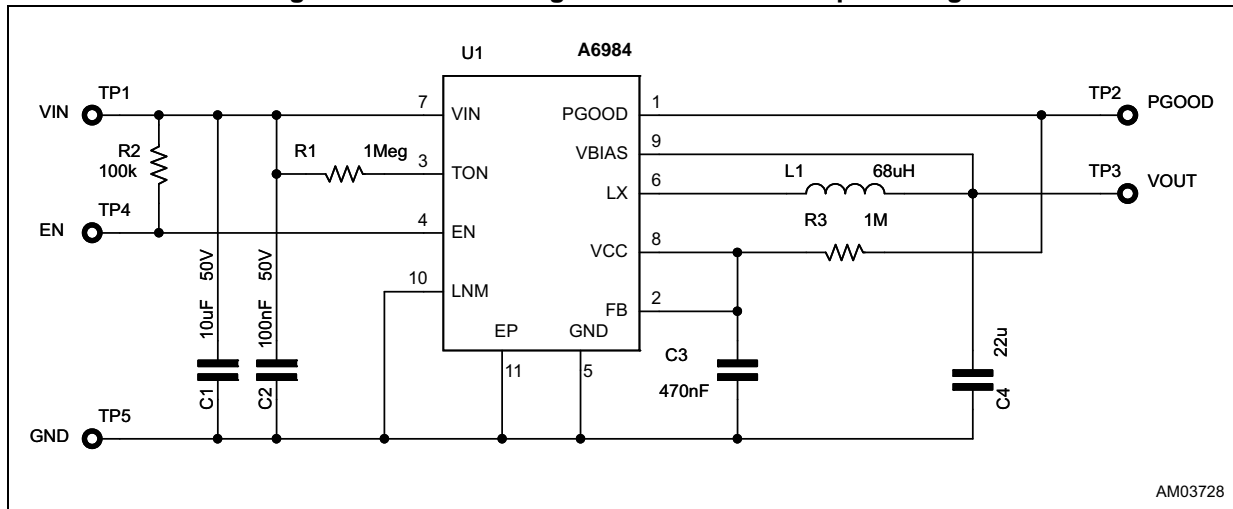 U1 A6984
VIN TP1
R2
100k
TP4
EN
R1 1Meg
10uF 50V
C1
100nF 50V
C2
TP5
GND
7 VIN
3 TON
4 EN
10 LNM
EP
11
GND
5
PGOOD 1
VBIAS 9
LX 6
VCC 8
FB 2
L1 68uH
R3 1M
C3
470nF
22u
C4
TP2 PGOOD
TP3 VOUT
AM03728